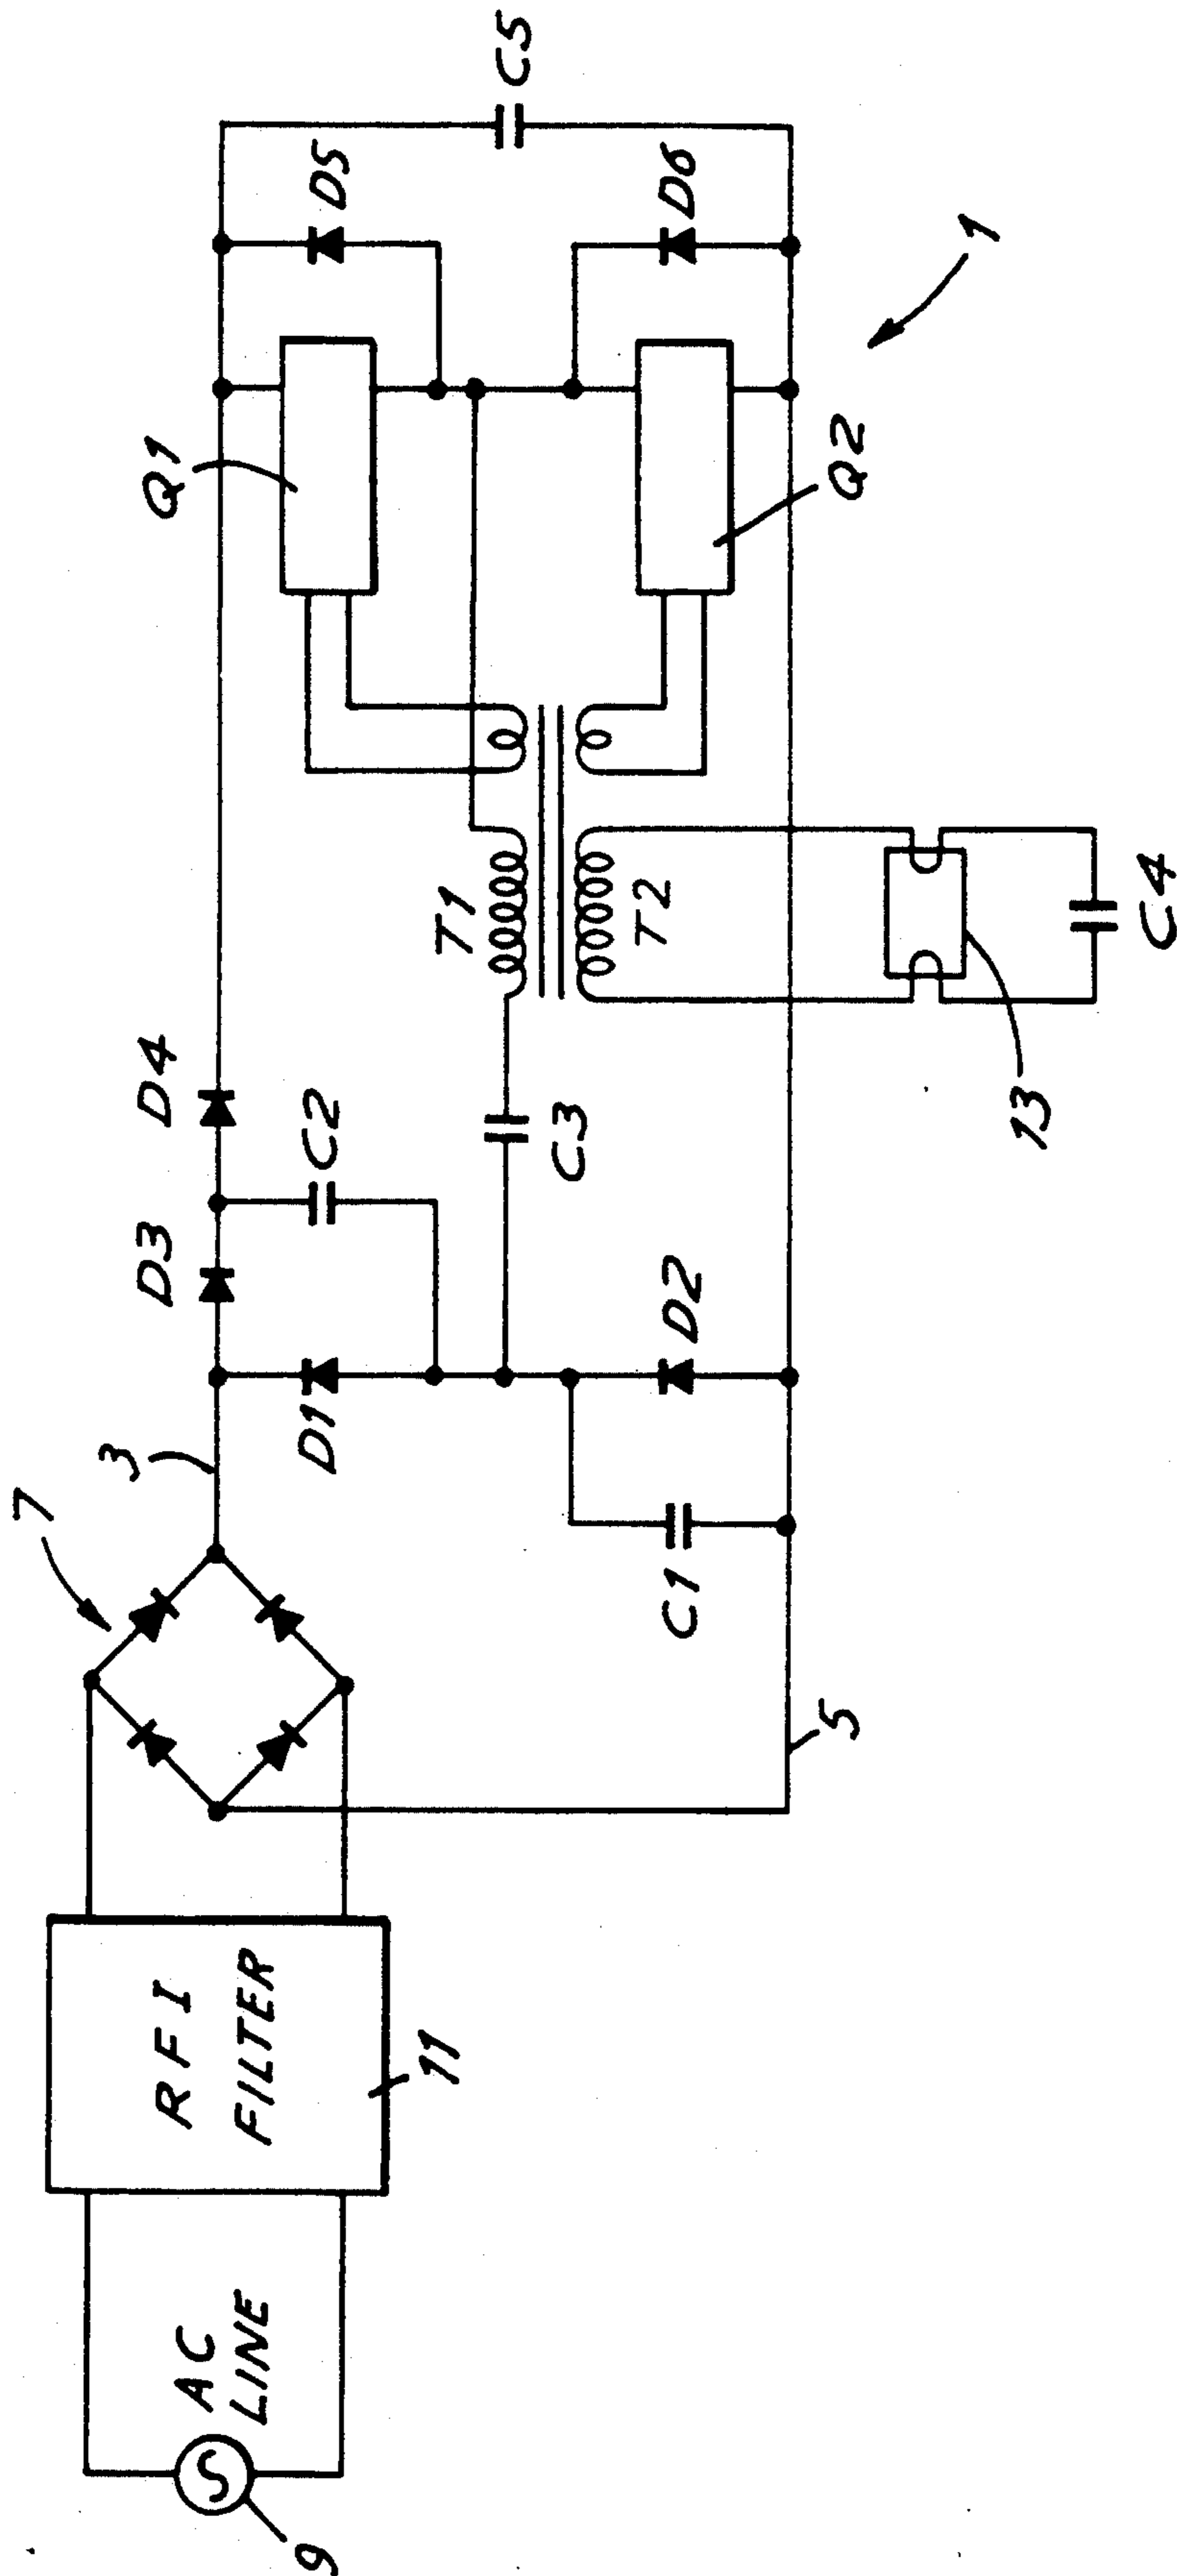 AC
LINE
9
RFI
FILTER
11
7
3
5
D1
D3
D4
C2
C1
D2
C3
T1
T2
13
C4
Q1
Q2
D5
D6
C5
1